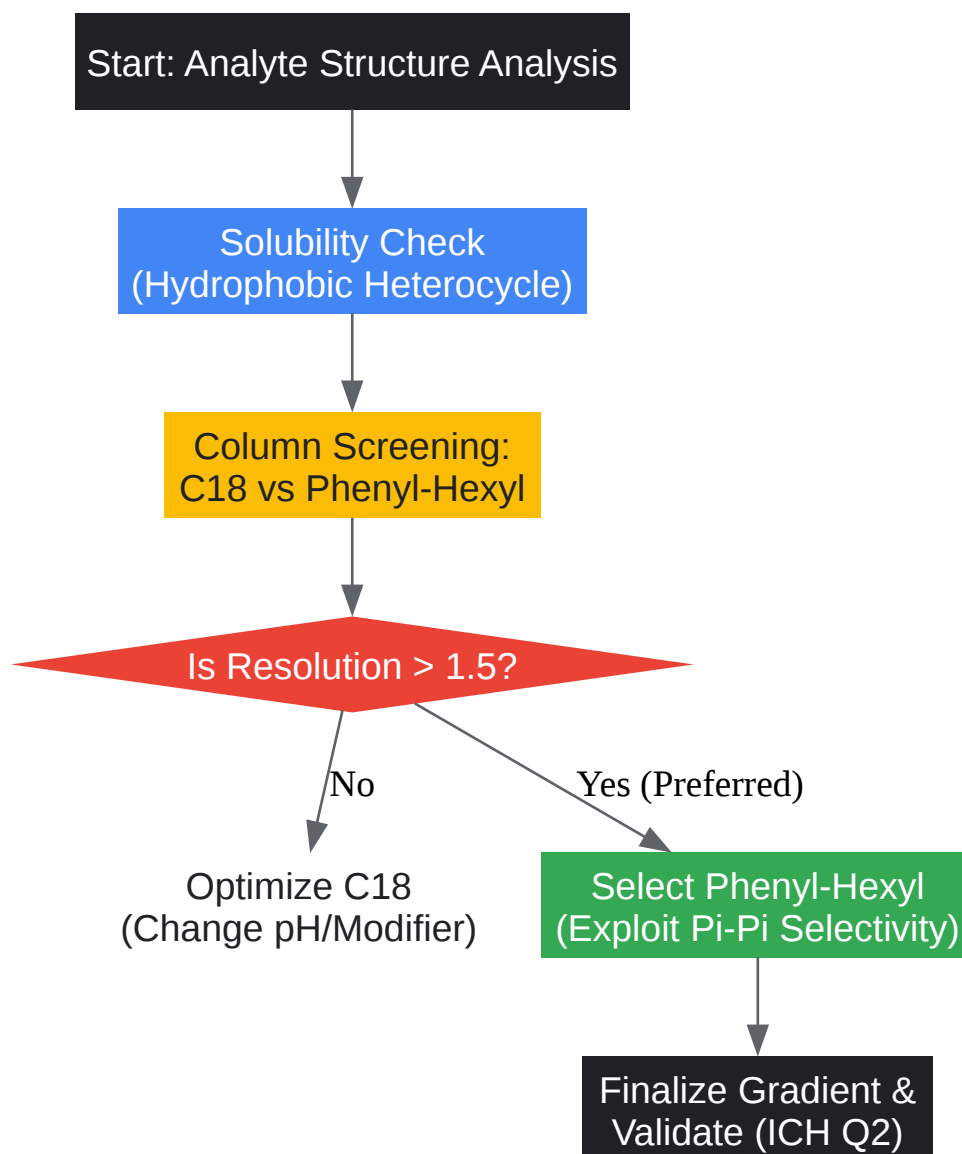 Start: Analyte Structure Analysis
Solubility Check
(Hydrophobic Heterocycle)
Column Screening:
C18 vs Phenyl-Hexyl
Is Resolution > 1.5?
No
Yes (Preferred)
Optimize C18
(Change pH/Modifier)
Select Phenyl-Hexyl
(Exploit Pi-Pi Selectivity)
Finalize Gradient &
Validate (ICH Q2)